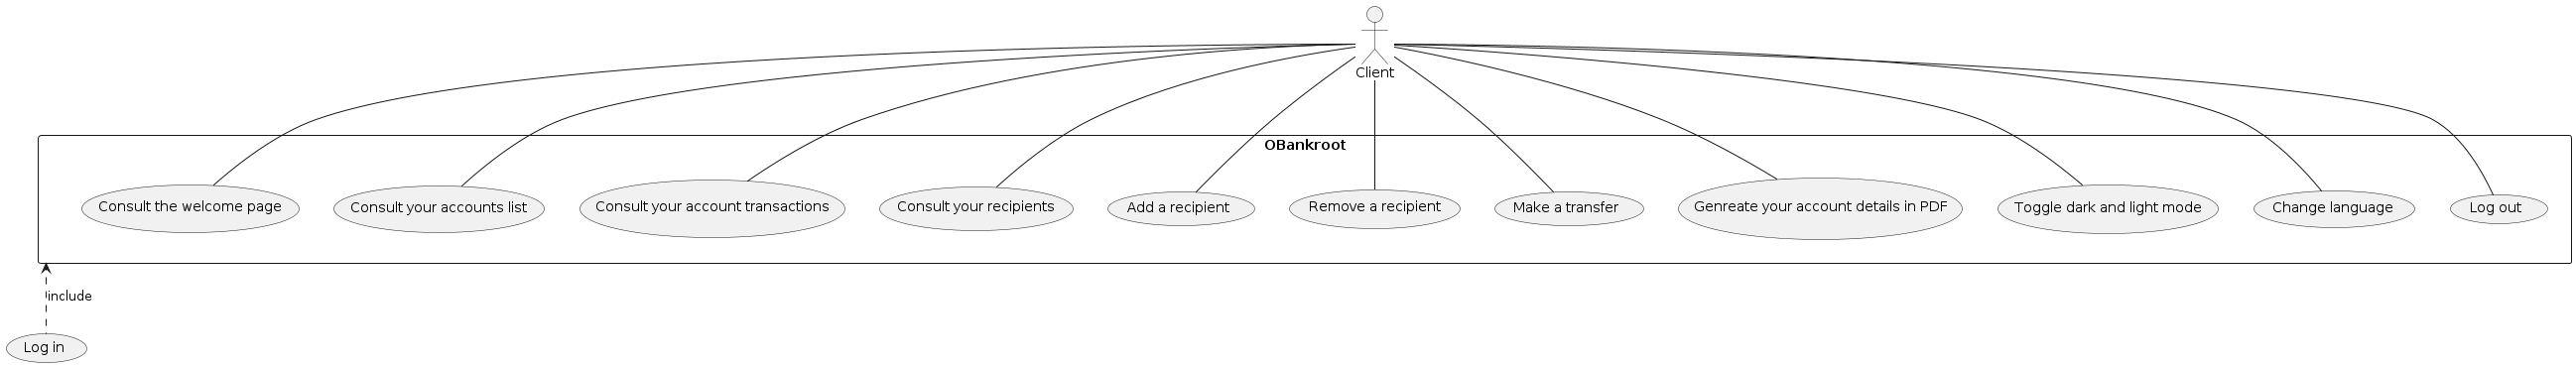 Client
OBankroot
Consult the welcome page
Consult your accounts list
Consult your account transactions
Consult your recipients
Add a recipient
Remove a recipient
Make a transfer
Genreate your account details in PDF
Toggle dark and light mode
Change language
Log out
include
Log in